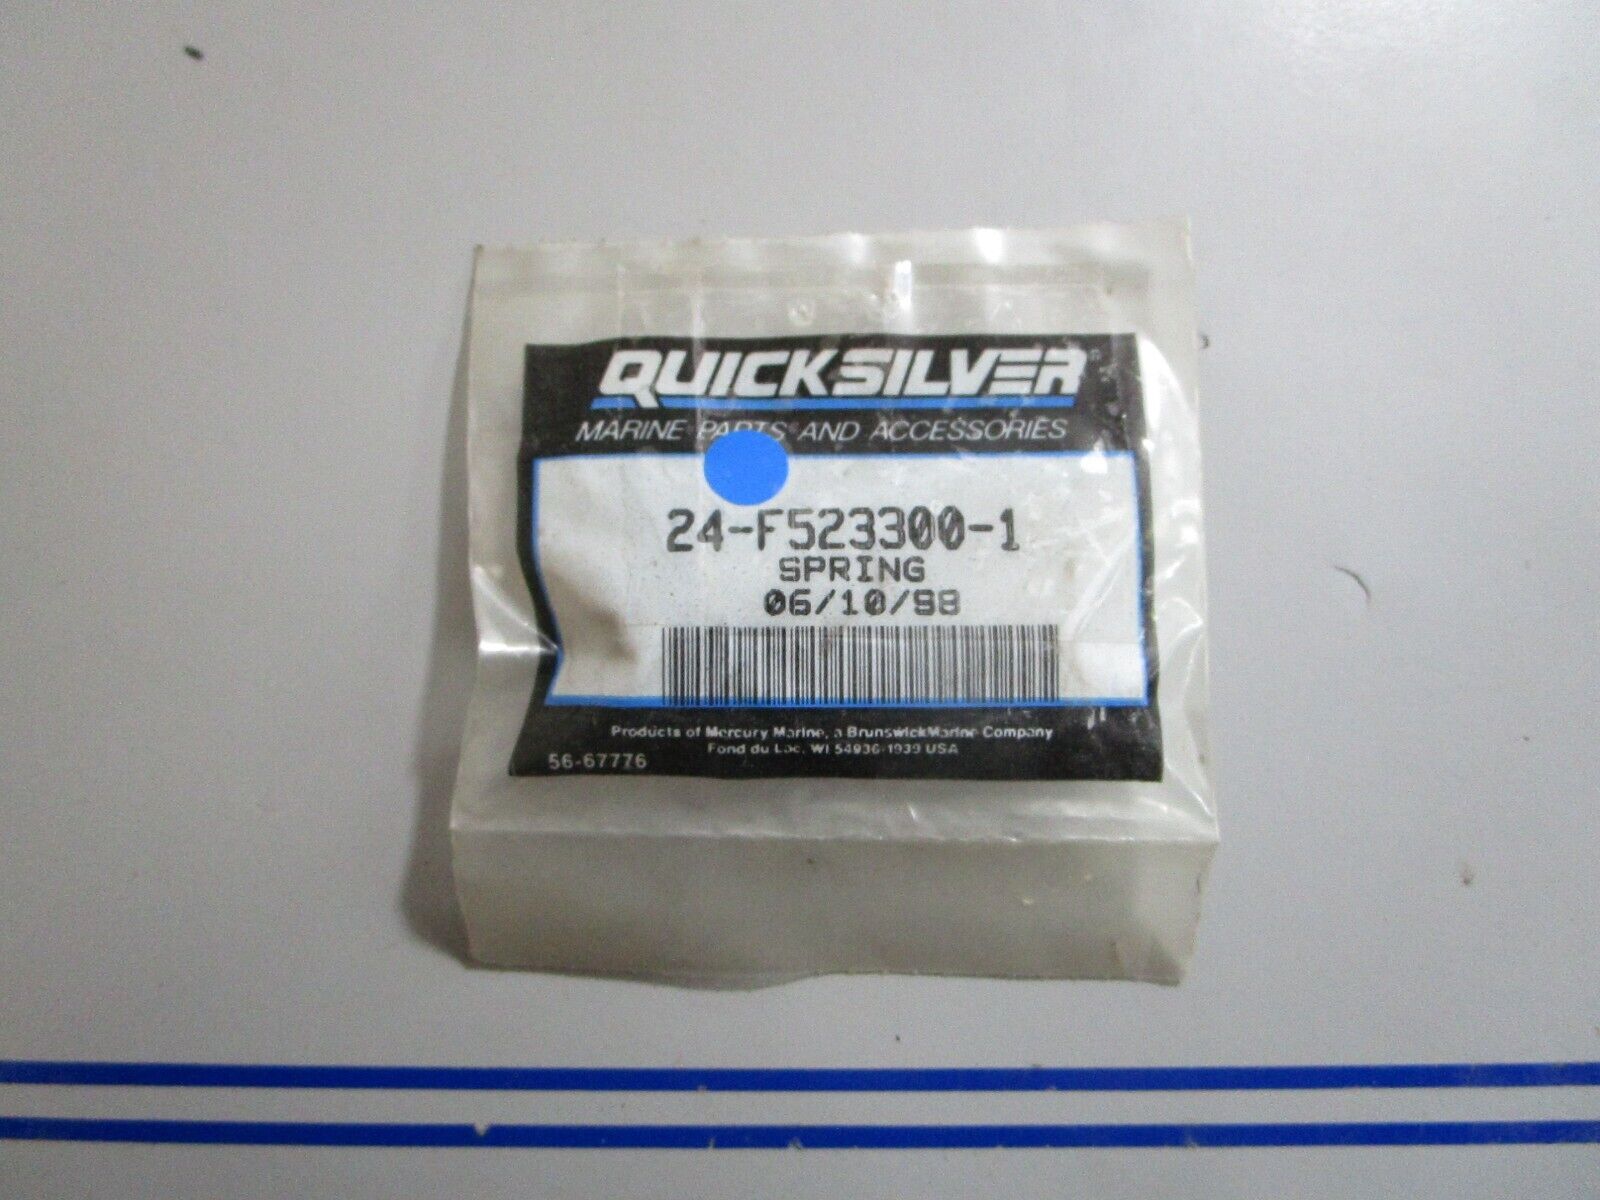 QUICKSILVER®
MARINE PARTS AND ACCESSORIES
24-F523300-1
SPRING
06/10/98
Products of Mercury Marine, a Brunswick Marine Company
Fond du Lac, WI 54936-1939 USA
56-67776